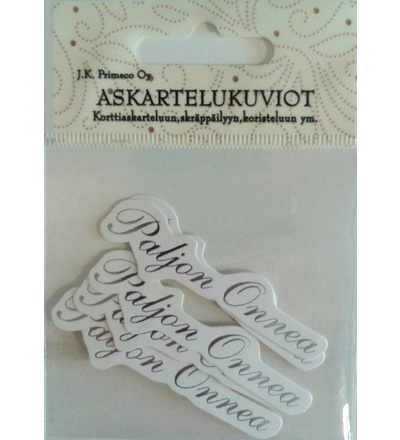 J.K. Primeco Oy
ASKARTELUKUVIOT
Korttiaskarteluun,skräppäilyyn,koristeluun ym.
Paljon Onnea
Paljon Onnea
Paljon Onnea